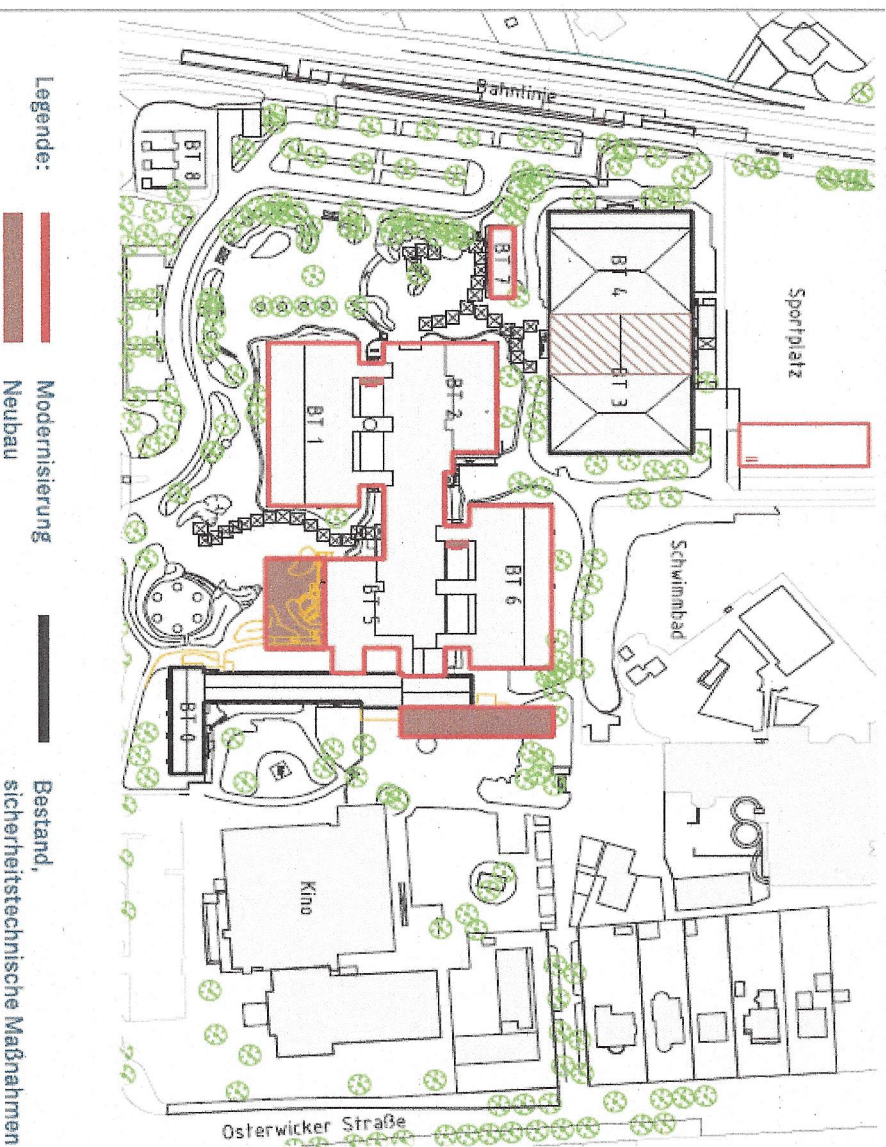 Bahnlinie
Sportplatz
Schwimmbad
BT 8
BT 7
BT 4
BT 3
BT 2
BT 1
BT 6
BT 5
BT 0
Kino
Osterwicker Straße
Legende:
Modernisierung
Neubau
Bestand,
sicherheitstechnische Maßnahmen